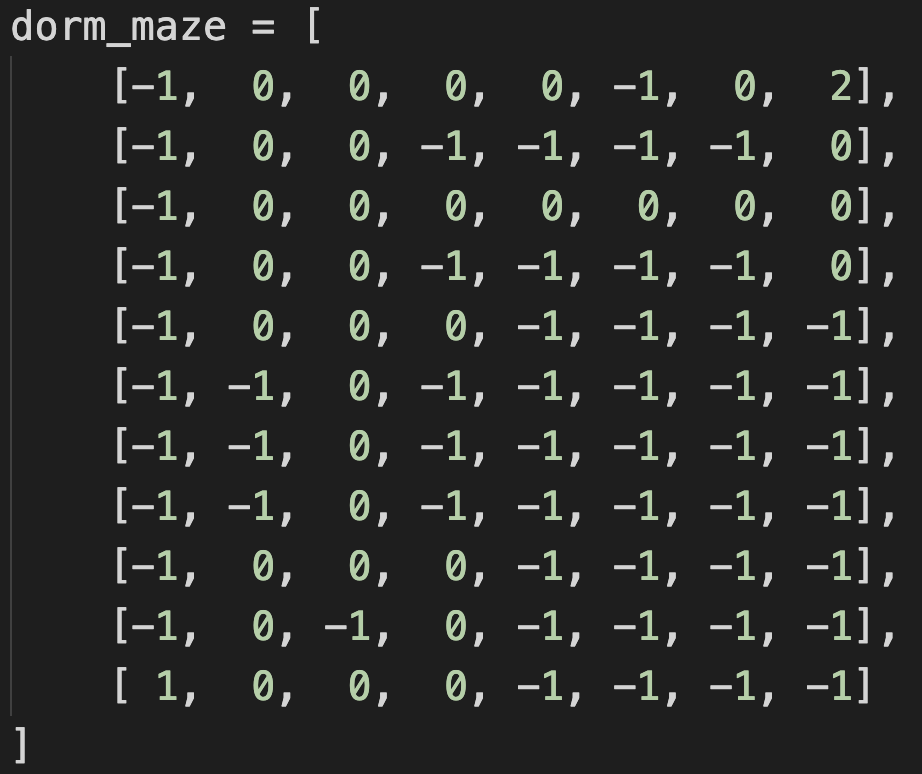 dorm_maze = [
    [-1,  0,  0,  0,  0, -1,  0,  2],
    [-1,  0,  0, -1, -1, -1, -1,  0],
    [-1,  0,  0,  0,  0,  0,  0,  0],
    [-1,  0,  0, -1, -1, -1, -1,  0],
    [-1,  0,  0,  0, -1, -1, -1, -1],
    [-1, -1,  0, -1, -1, -1, -1, -1],
    [-1, -1,  0, -1, -1, -1, -1, -1],
    [-1, -1,  0, -1, -1, -1, -1, -1],
    [-1,  0,  0,  0, -1, -1, -1, -1],
    [-1,  0, -1,  0, -1, -1, -1, -1],
    [ 1,  0,  0,  0, -1, -1, -1, -1]
]